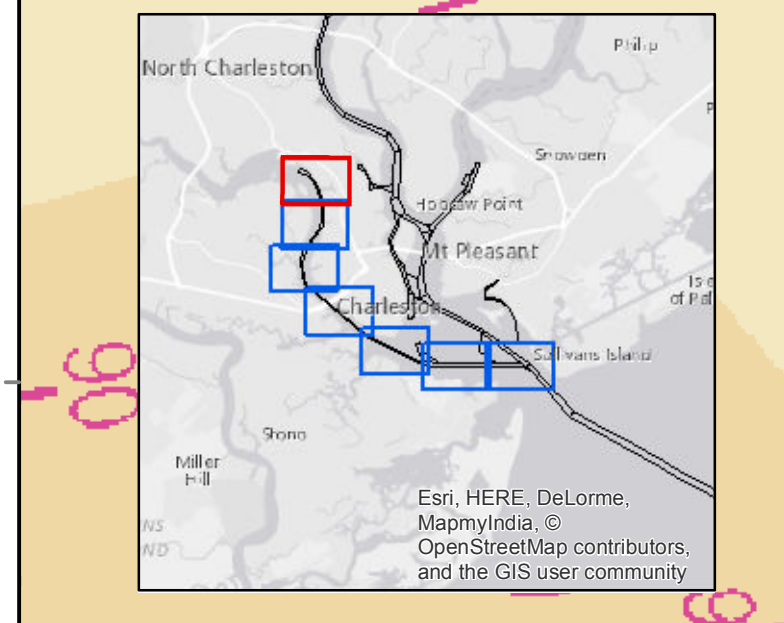 Philip
North Charleston
Snowden
Hobcaw Point
Mt Pleasant
Isle
of Pal
Charleston
Sullivans Island
06
Stono
Miller
Hill
NS
ND
Esri, HERE, DeLorme,
MapmyIndia, ©
OpenStreetMap contributors,
and the GIS user community